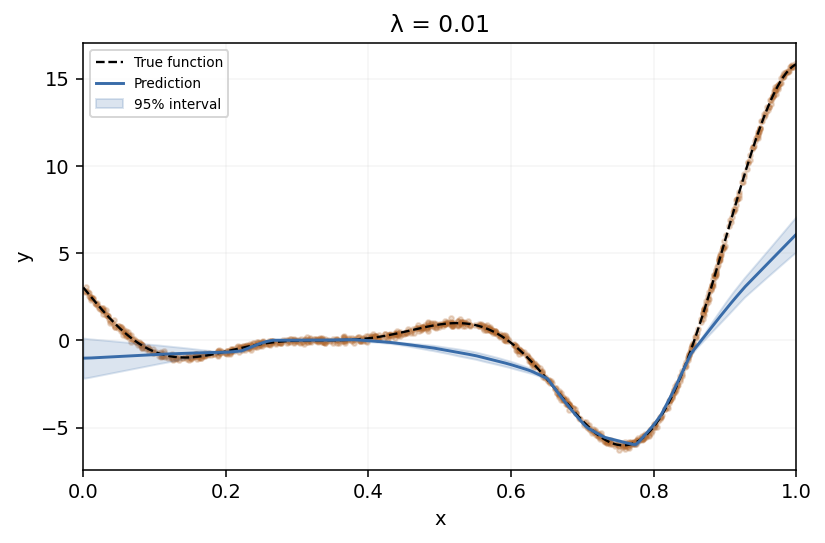 λ = 0.01
True function
Prediction
95% interval
y
15
10
5
0
−5
0.0 0.2 0.4 0.6 0.8 1.0
x